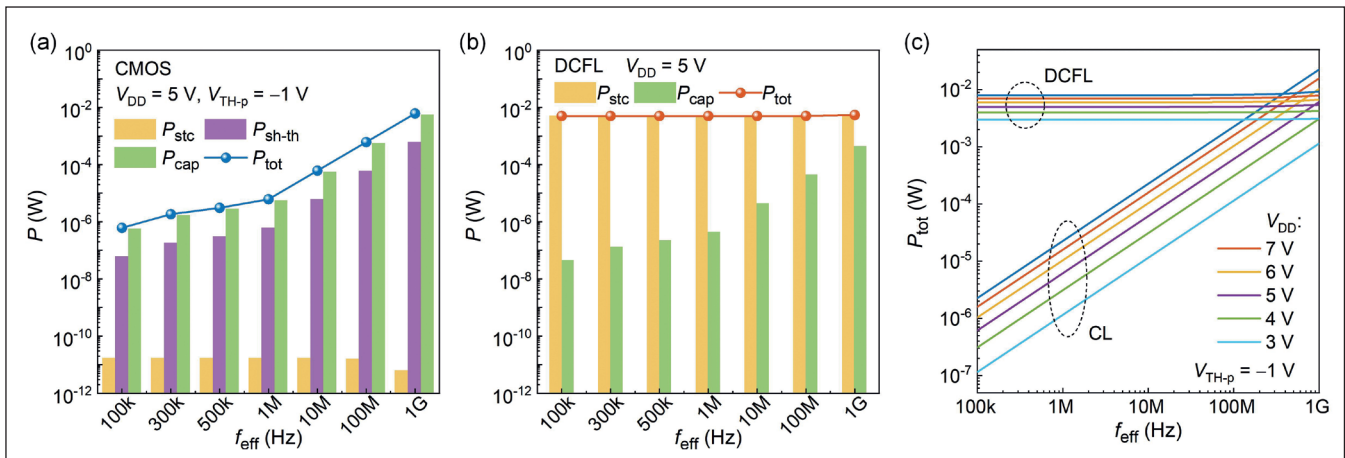 (a)
10^0
10^-2
10^-4
10^-6
10^-8
10^-10
10^-12
P (W)
CMOS
V_DD = 5 V, V_TH-p = −1 V
P_stc P_sh-th
P_cap P_tot
100k 300k 500k 1M 10M 100M 1G
f_eff (Hz)
(b)
10^0
10^-2
10^-4
10^-6
10^-8
10^-10
10^-12
P (W)
DCFL V_DD = 5 V
P_stc P_cap P_tot
100k 300k 500k 1M 10M 100M 1G
f_eff (Hz)
(c)
10^-2
10^-3
10^-4
10^-5
10^-6
10^-7
P_tot (W)
DCFL
CL
V_DD:
7 V
6 V
5 V
4 V
3 V
V_TH-p = −1 V
100k 1M 10M 100M 1G
f_eff (Hz)